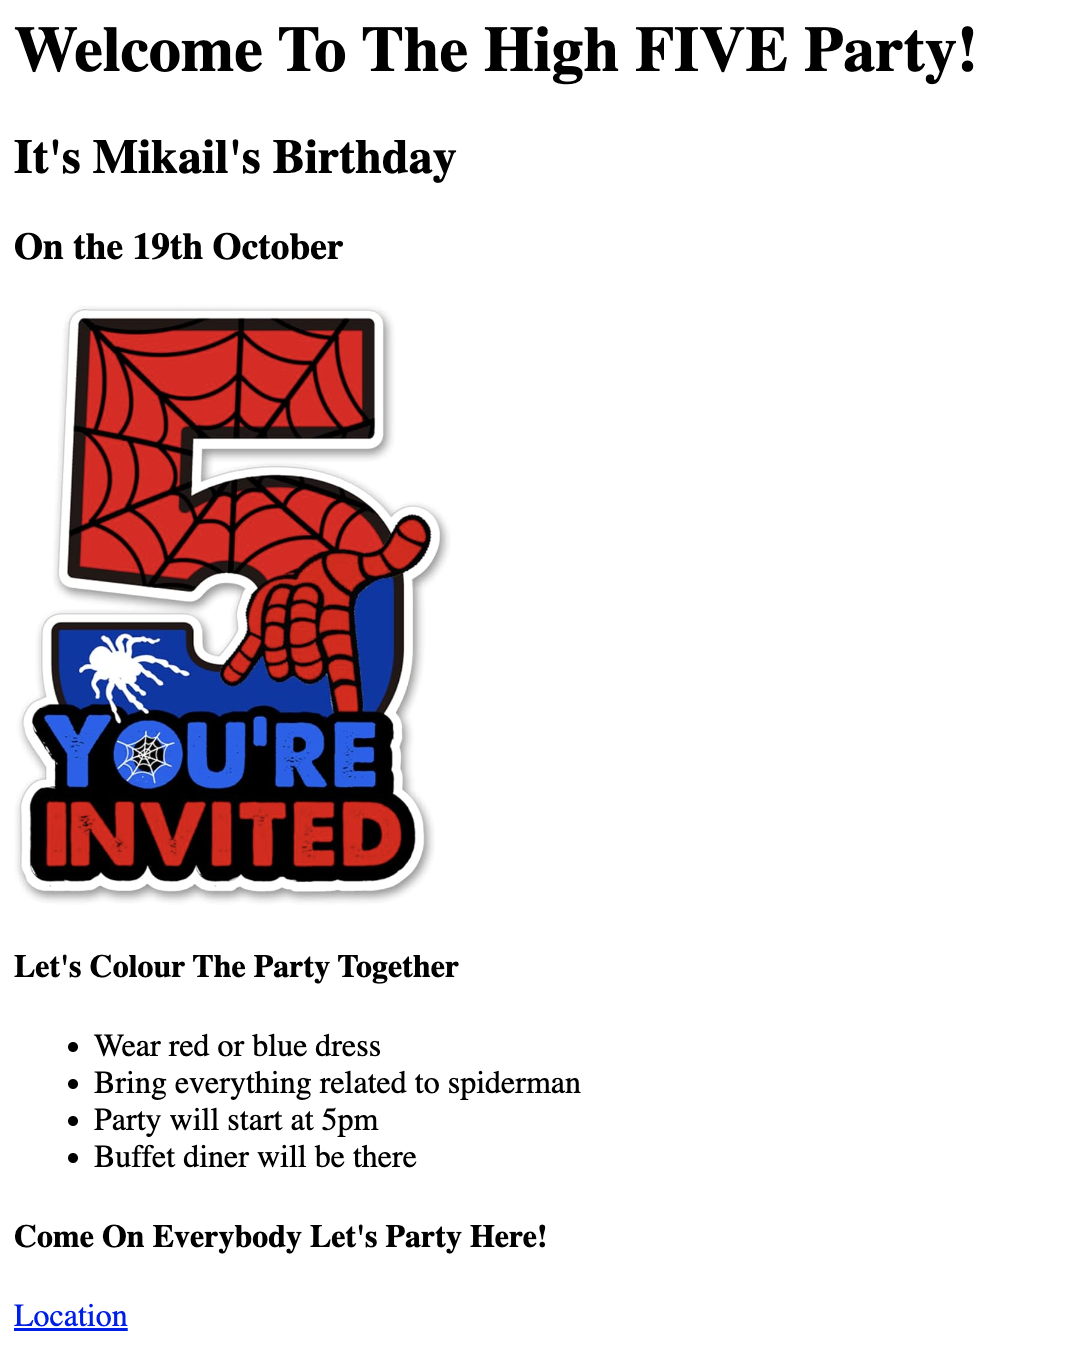 Welcome To The High FIVE Party!
It's Mikail's Birthday
On the 19th October
YOU'RE
INVITED
Let's Colour The Party Together
• Wear red or blue dress
• Bring everything related to spiderman
• Party will start at 5pm
• Buffet diner will be there
Come On Everybody Let's Party Here!
Location